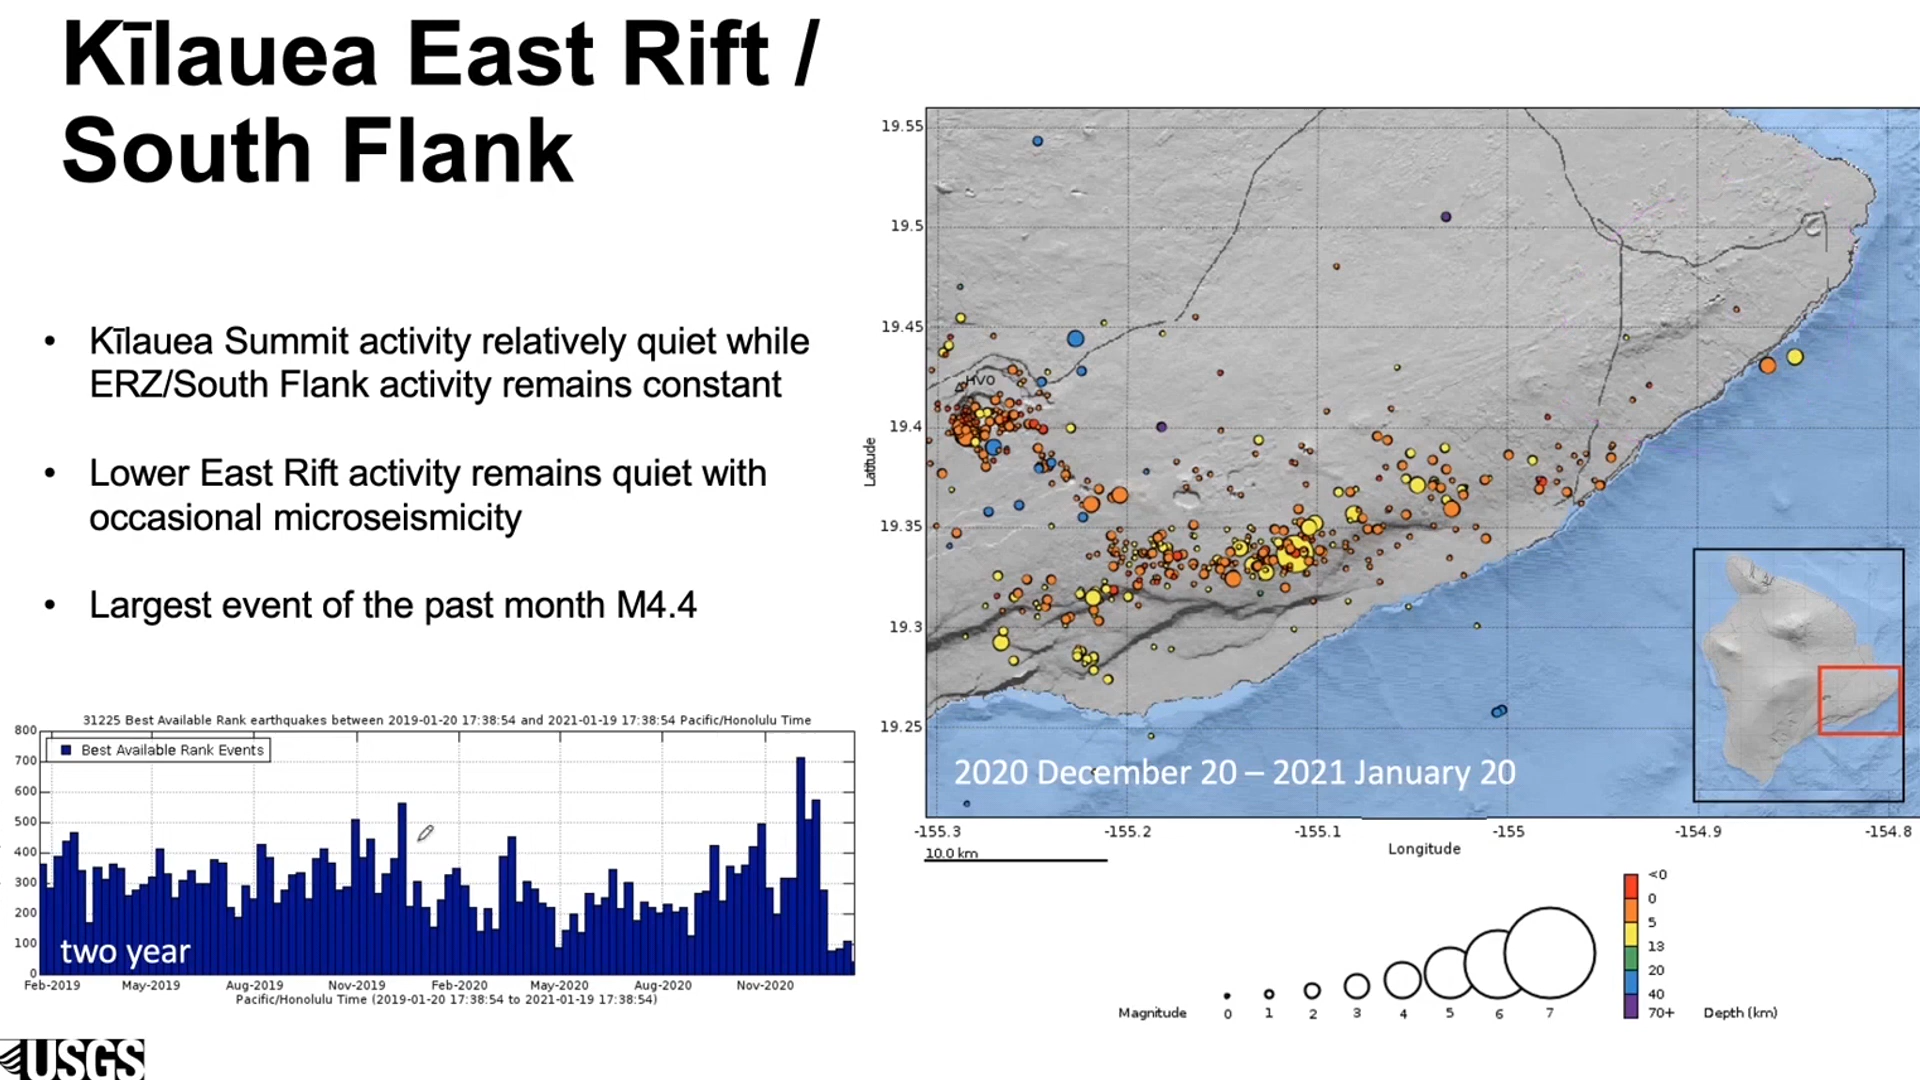 Kīlauea East Rift /
South Flank
• Kīlauea Summit activity relatively quiet while
ERZ/South Flank activity remains constant
• Lower East Rift activity remains quiet with
occasional microseismicity
• Largest event of the past month M4.4
31225 Best Available Rank earthquakes between 2019-01-20 17:38:54 and 2021-01-19 17:38:54 Pacific/Honolulu Time
Best Available Rank Events
800
700
600
500
400
300
200
100
0
two year
Feb-2019 May-2019 Aug-2019 Nov-2019 Feb-2020 May-2020 Aug-2020 Nov-2020
Pacific/Honolulu Time (2019-01-20 17:38:54 to 2021-01-19 17:38:54)
USGS
19.55
19.5
19.45
19.4
19.35
19.3
19.25
Latitude
HVO
2020 December 20 – 2021 January 20
-155.3 -155.2 -155.1 -155 -154.9 -154.8
10.0 km
Longitude
Magnitude 0 1 2 3 4 5 6 7
<0
0
5
13
20
40
70+
Depth (km)